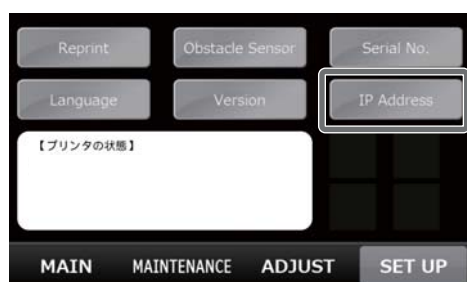 Reprint Obstacle Sensor Serial No.
Language Version IP Address
【プリンタの状態】
MAIN MAINTENANCE ADJUST SET UP